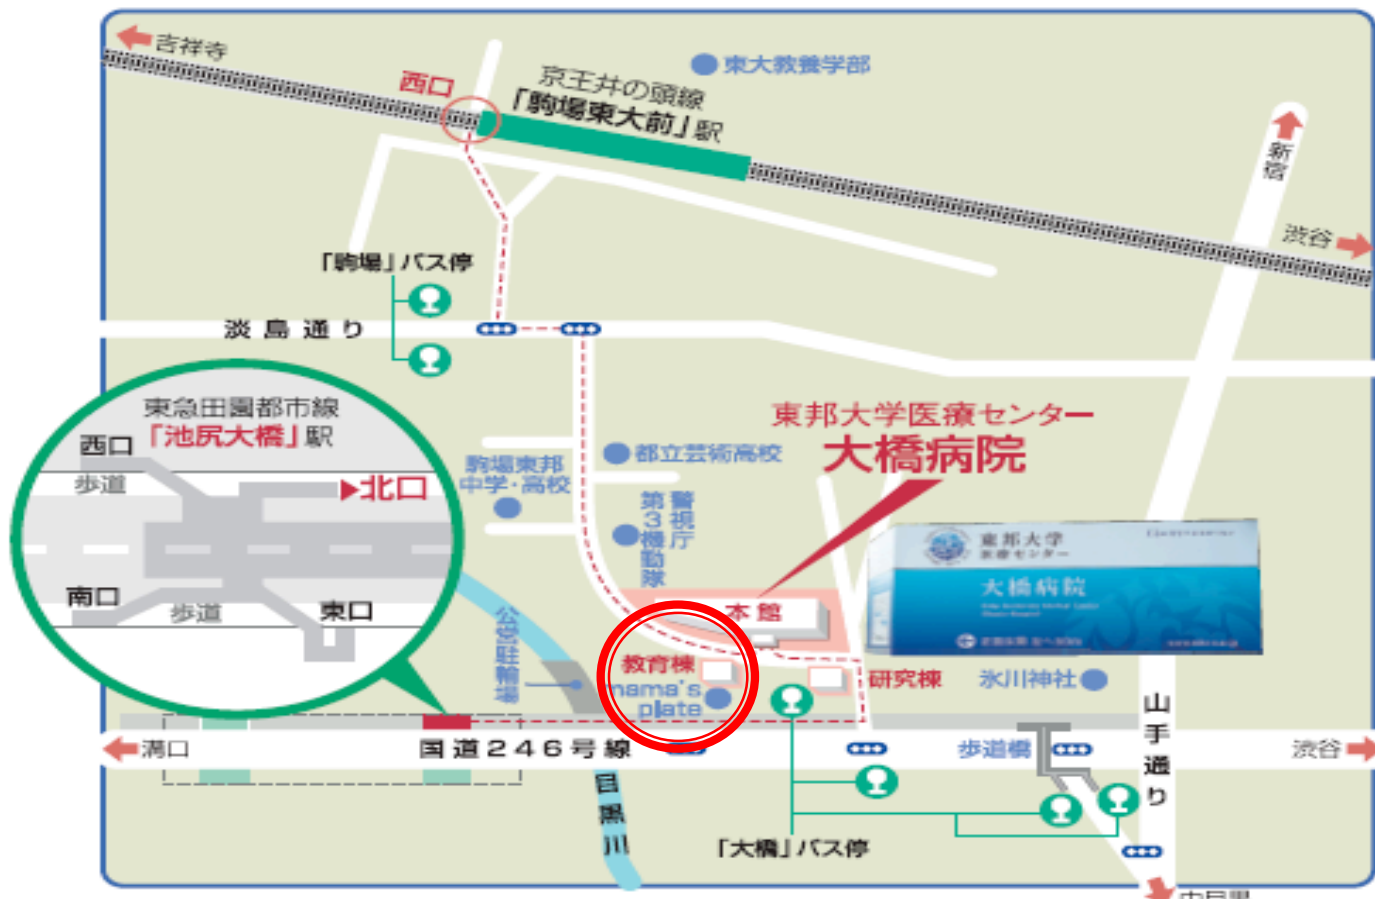 吉祥寺
西口
京王井の頭線
「駒場東大前」駅
東大教養学部
新宿
渋谷
「駒場」バス停
淡島通り
東急田園都市線
「池尻大橋」駅
西口
歩道
北口
南口
歩道
東口
駒場東邦
中学・高校
都立芸術高校
警視庁
第3機動隊
東邦大学医療センター
大橋病院
東邦大学
医療センター
大橋病院
本館
教育棟
mama's
plate
研究棟
氷川神社
公営駐輪場
溝口
国道246号線
歩道橋
山手通り
渋谷
「大橋」バス停